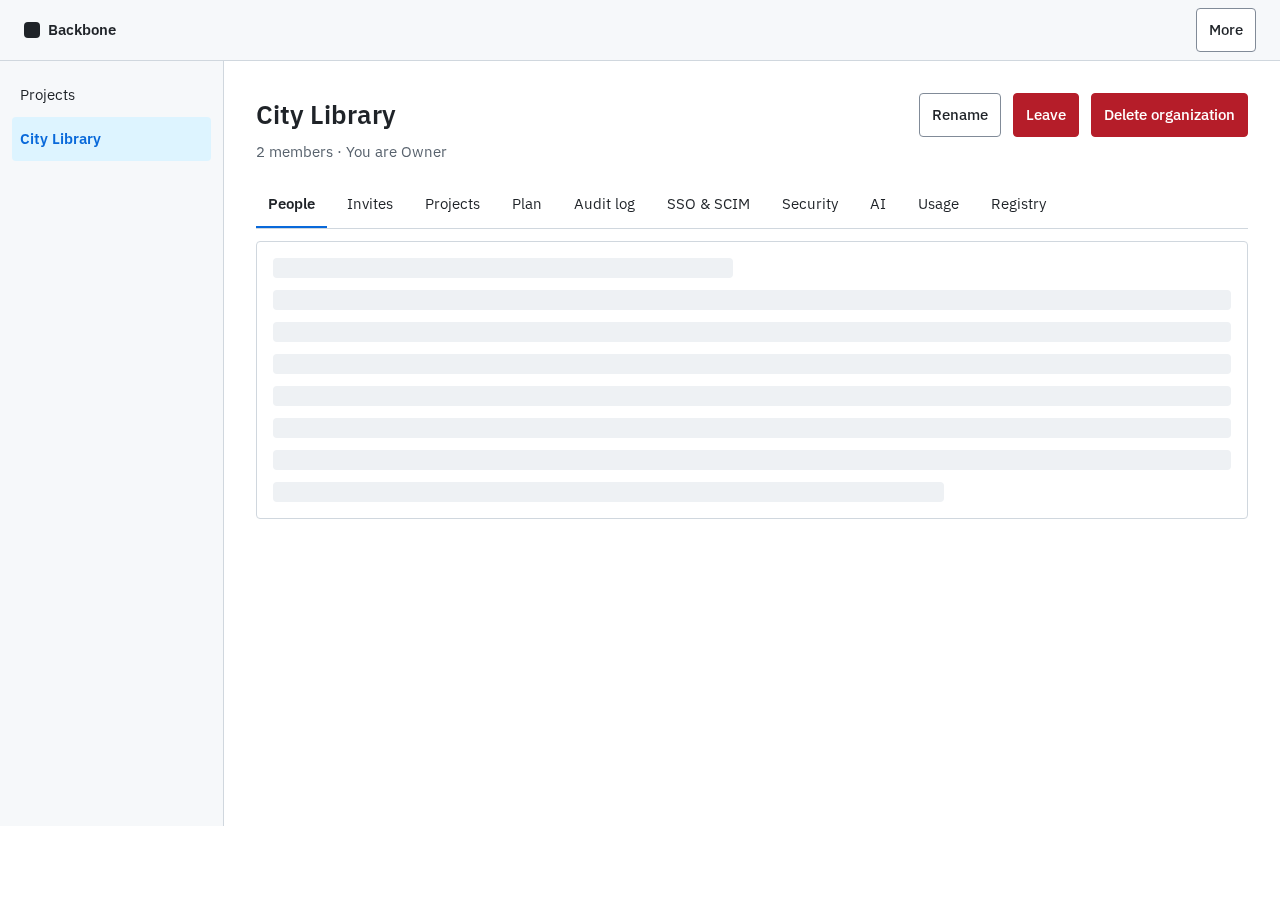 Backbone
More
Projects
City Library
City Library
Rename
Leave
Delete organization
2 members · You are Owner
People
Invites
Projects
Plan
Audit log
SSO & SCIM
Security
AI
Usage
Registry